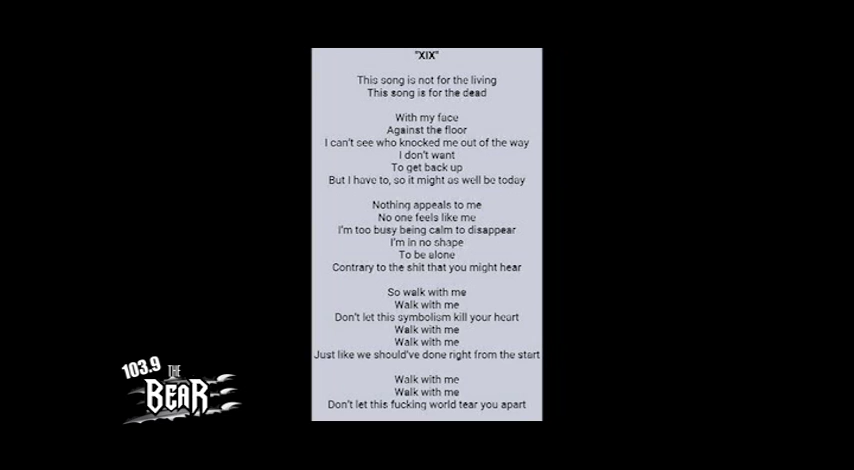 "XIX"
This song is not for the living
This song is for the dead
With my face
Against the floor
I can't see who knocked me out of the way
I don't want
To get back up
But I have to, so it might as well be today
Nothing appeals to me
No one feels like me
I'm too busy being calm to disappear
I'm in no shape
To be alone
Contrary to the shit that you might hear
So walk with me
Walk with me
Don't let this symbolism kill your heart
Walk with me
Walk with me
Just like we should've done right from the start
Walk with me
Walk with me
Don't let this fucking world tear you apart
103.9
THE
BEAR